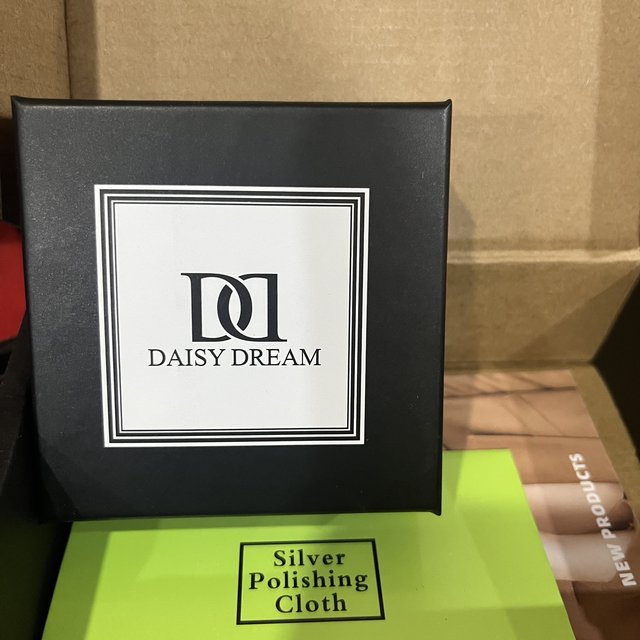 DD
DAISY DREAM
Silver
Polishing
Cloth
NEW PRODUCTS